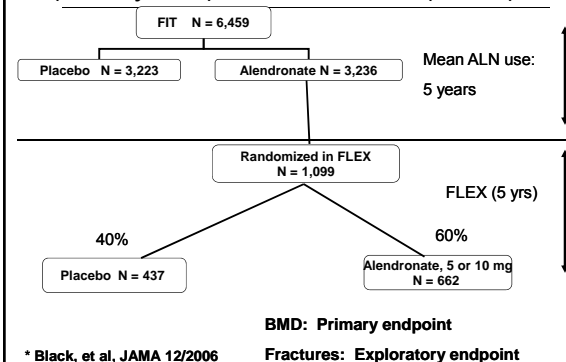 FIT N = 6,459
Placebo N = 3,223
Alendronate N = 3,236
Mean ALN use:
5 years
Randomized in FLEX
N = 1,099
FLEX (5 yrs)
40%
60%
Placebo N = 437
Alendronate, 5 or 10 mg
N = 662
BMD: Primary endpoint
* Black, et al, JAMA 12/2006
Fractures: Exploratory endpoint